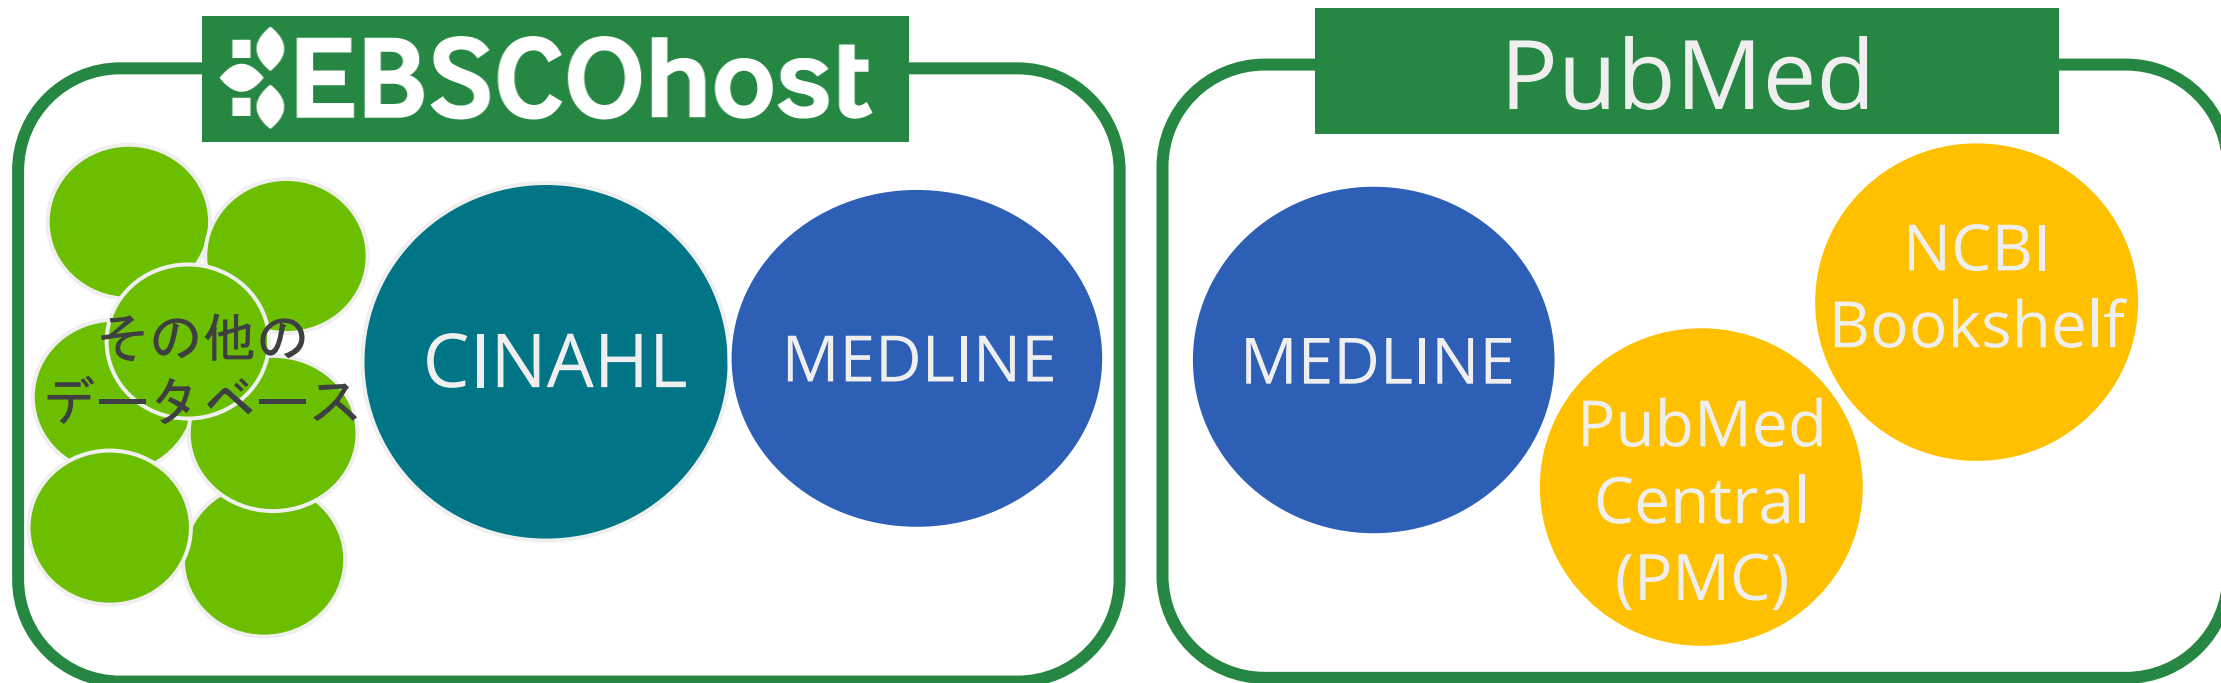 EBSCOhost
その他の
データベース
CINAHL
MEDLINE
PubMed
MEDLINE
PubMed
Central
(PMC)
NCBI
Bookshelf